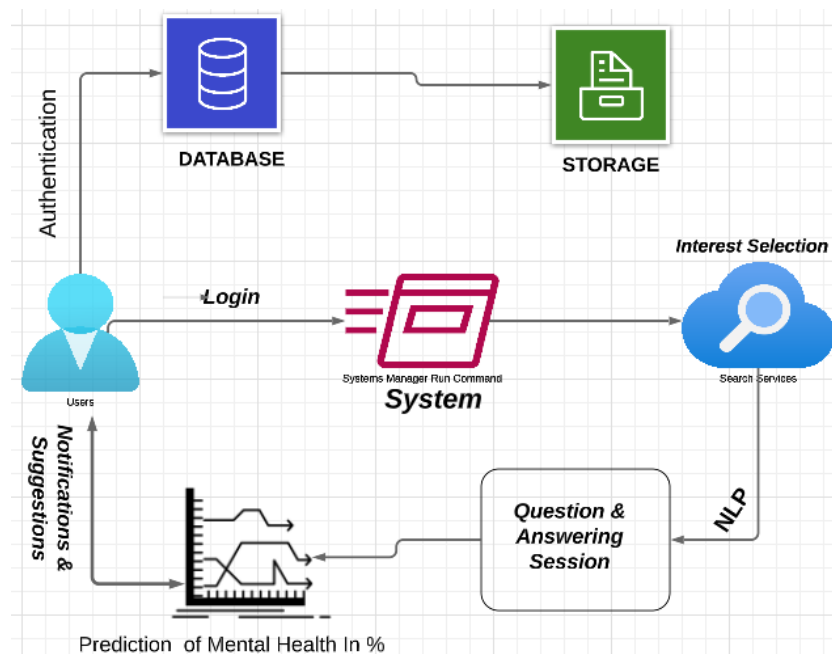 Authentication
DATABASE
STORAGE
Interest Selection
Login
Systems Manager Run Command
Search Services
System
Users
Notifications &
Suggestions
NLP
Question &
Answering
Session
Prediction of Mental Health In %